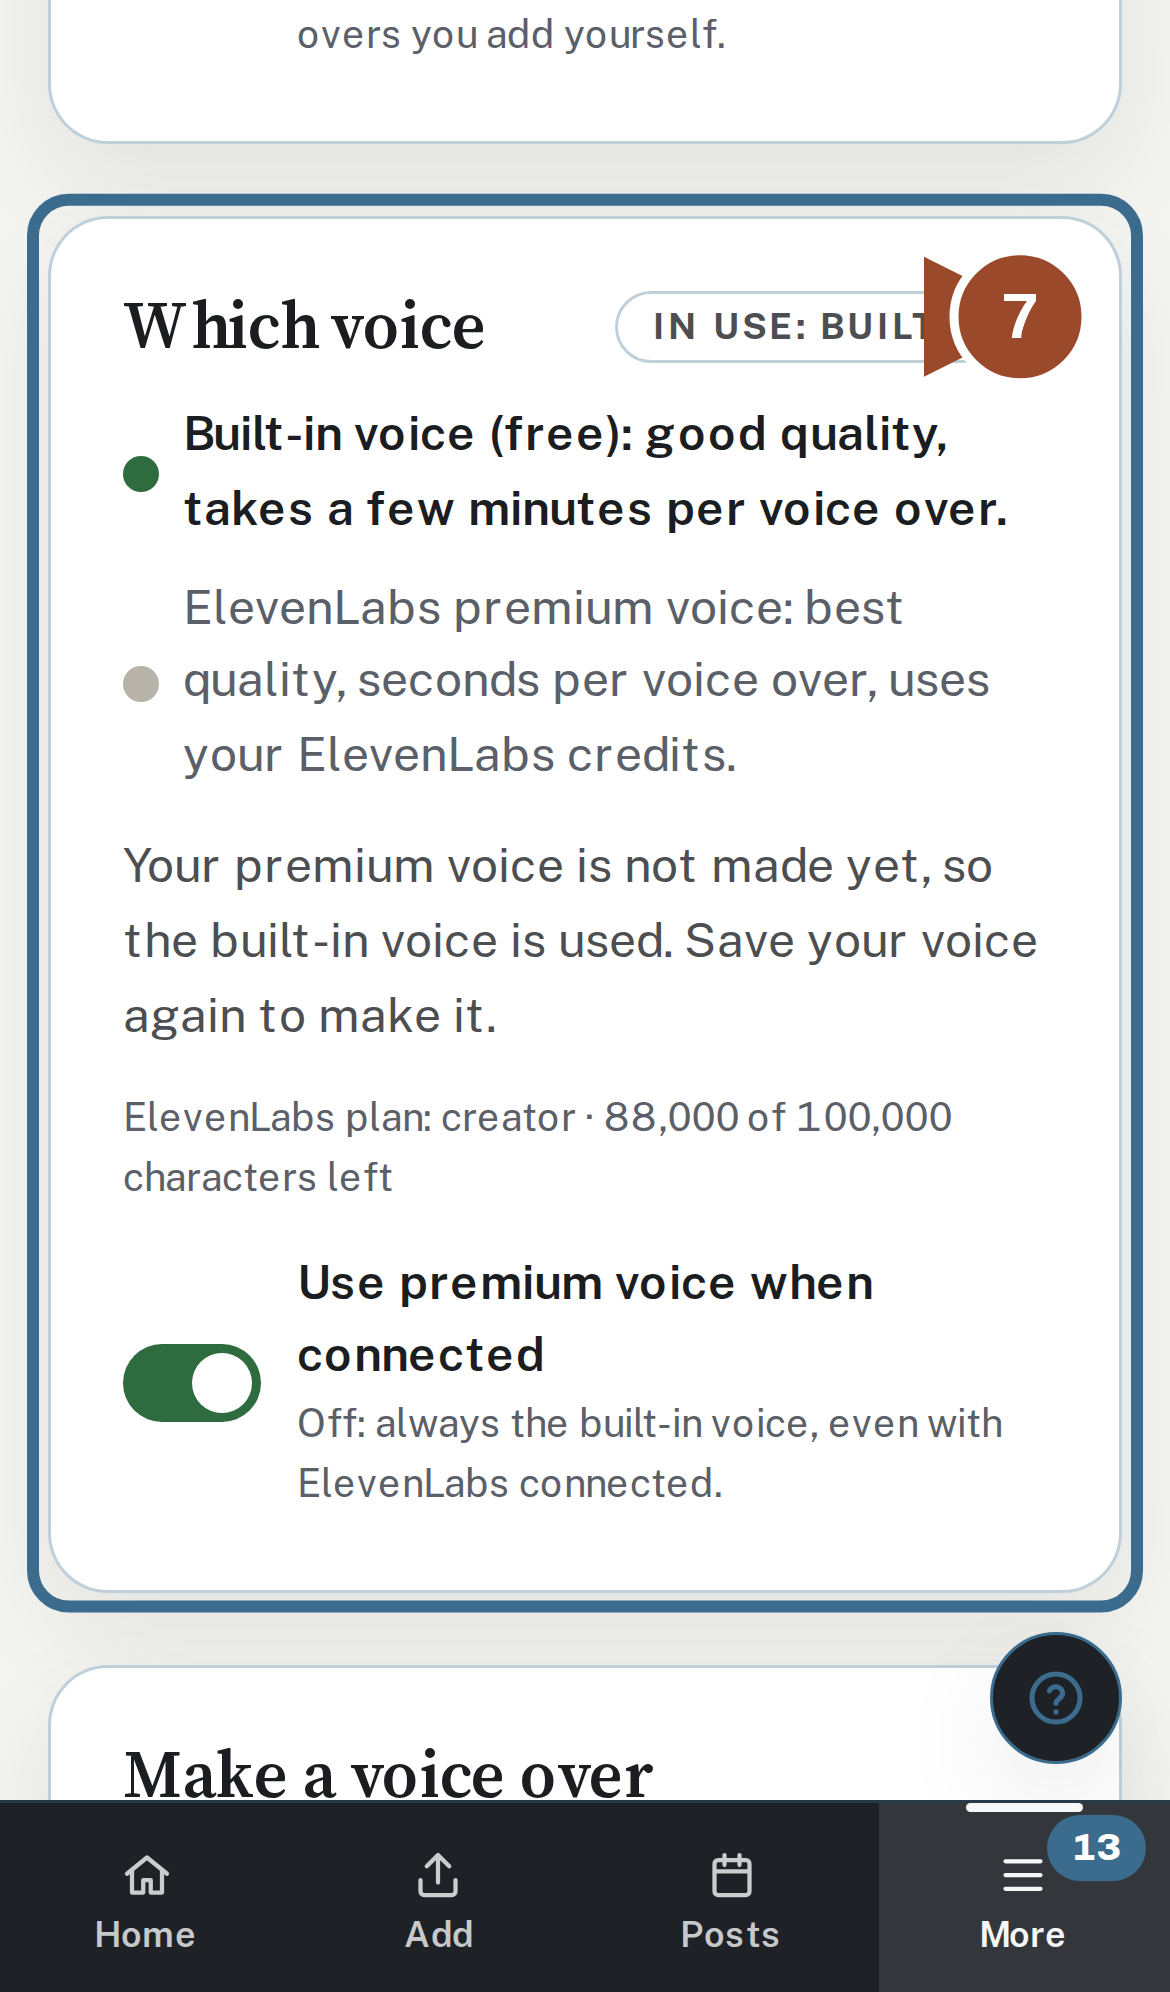 overs you add yourself.
Which voice
IN USE: BUILT
7
Built-in voice (free): good quality,
takes a few minutes per voice over.
ElevenLabs premium voice: best
quality, seconds per voice over, uses
your ElevenLabs credits.
Your premium voice is not made yet, so
the built-in voice is used. Save your voice
again to make it.
ElevenLabs plan: creator · 88,000 of 100,000
characters left
Use premium voice when
connected
Off: always the built-in voice, even with
ElevenLabs connected.
Make a voice over
13
Home
Add
Posts
More